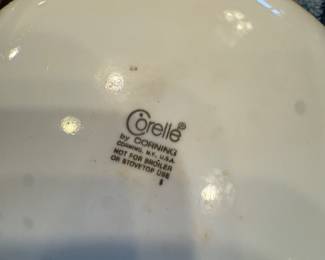 Corelle®
by CORNING
CORNING, N.Y., U.S.A.
NOT FOR BROILER
OR STOVETOP USE